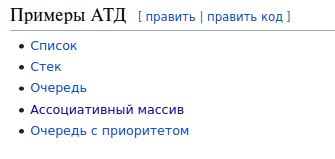 Примеры АТД [ править | править код ]
Список
Стек
Очередь
Ассоциативный массив
Очередь с приоритетом